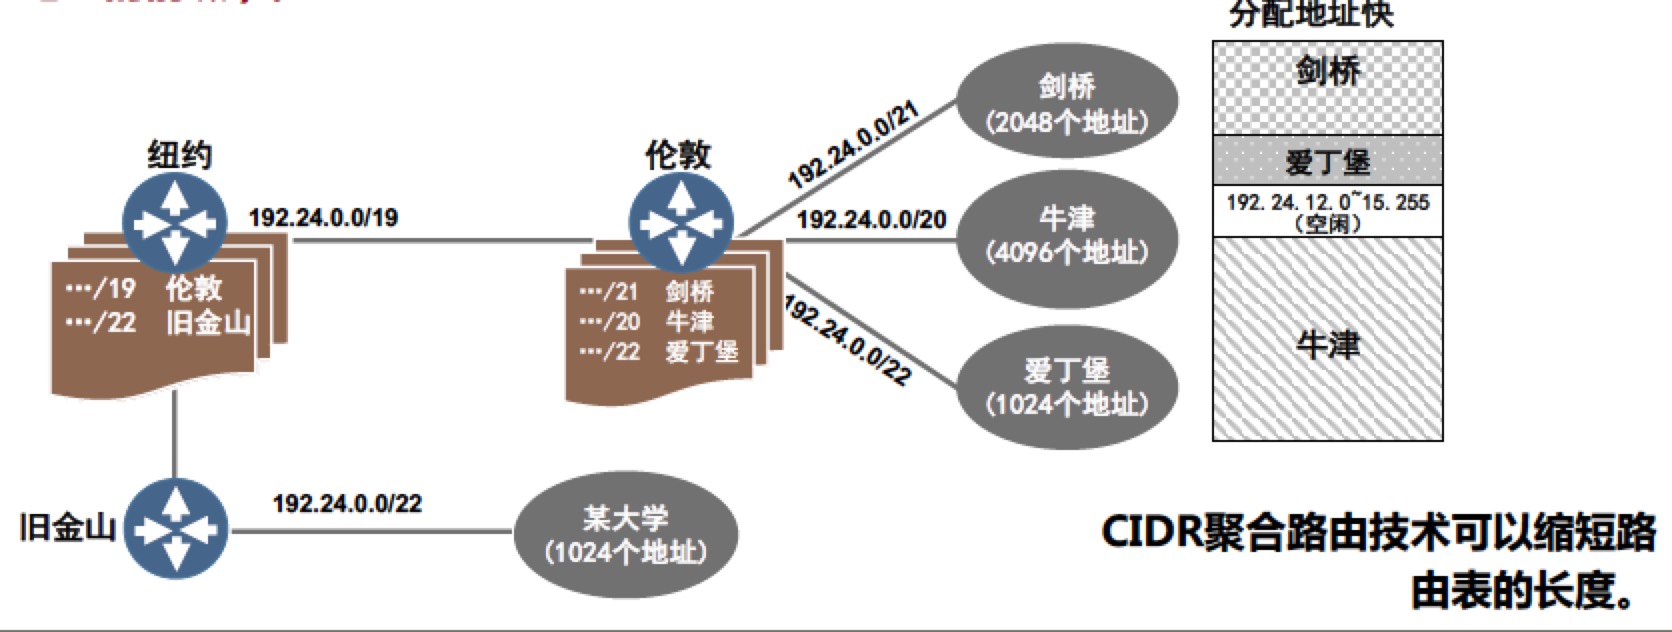 分配地址快
剑桥
爱丁堡
192. 24. 12. 0~15. 255
(空闲)
牛津
纽约
192.24.0.0/19
…/19 伦敦
…/22 旧金山
伦敦
…/21 剑桥
…/20 牛津
…/22 爱丁堡
192.24.0.0/21
剑桥
(2048个地址)
192.24.0.0/20
牛津
(4096个地址)
192.24.0.0/22
爱丁堡
(1024个地址)
旧金山
192.24.0.0/22
某大学
(1024个地址)
CIDR聚合路由技术可以缩短路
由表的长度。